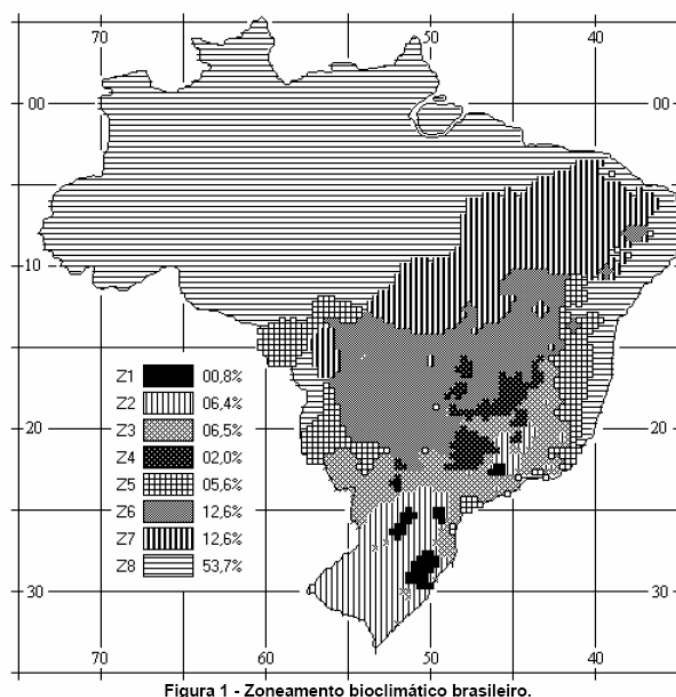 70 50 40
00 00
10 10
Z1 00,8%
Z2 06,4%
Z3 06,5%
Z4 02,0%
Z5 05,6%
Z6 12,6%
Z7 12,6%
Z8 53,7%
20 20
30 30
70 60 50 40
Figura 1 - Zoneamento bioclimático brasileiro.